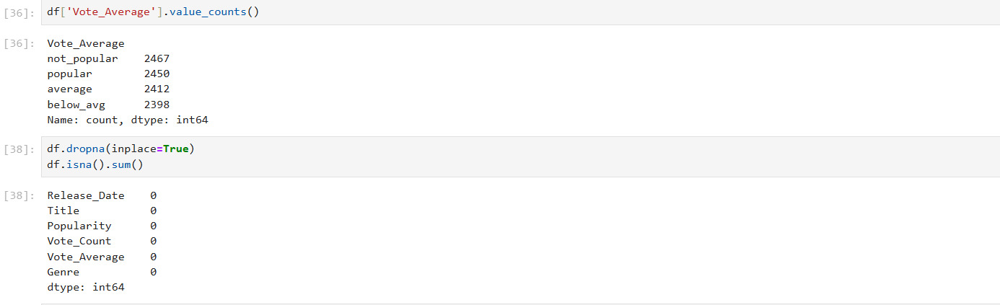 [36]: df['Vote_Average'].value_counts()
[36]: Vote_Average
not_popular    2467
popular        2450
average        2412
below_avg      2398
Name: count, dtype: int64
[38]: df.dropna(inplace=True)
df.isna().sum()
[38]: Release_Date    0
Title           0
Popularity      0
Vote_Count      0
Vote_Average    0
Genre           0
dtype: int64